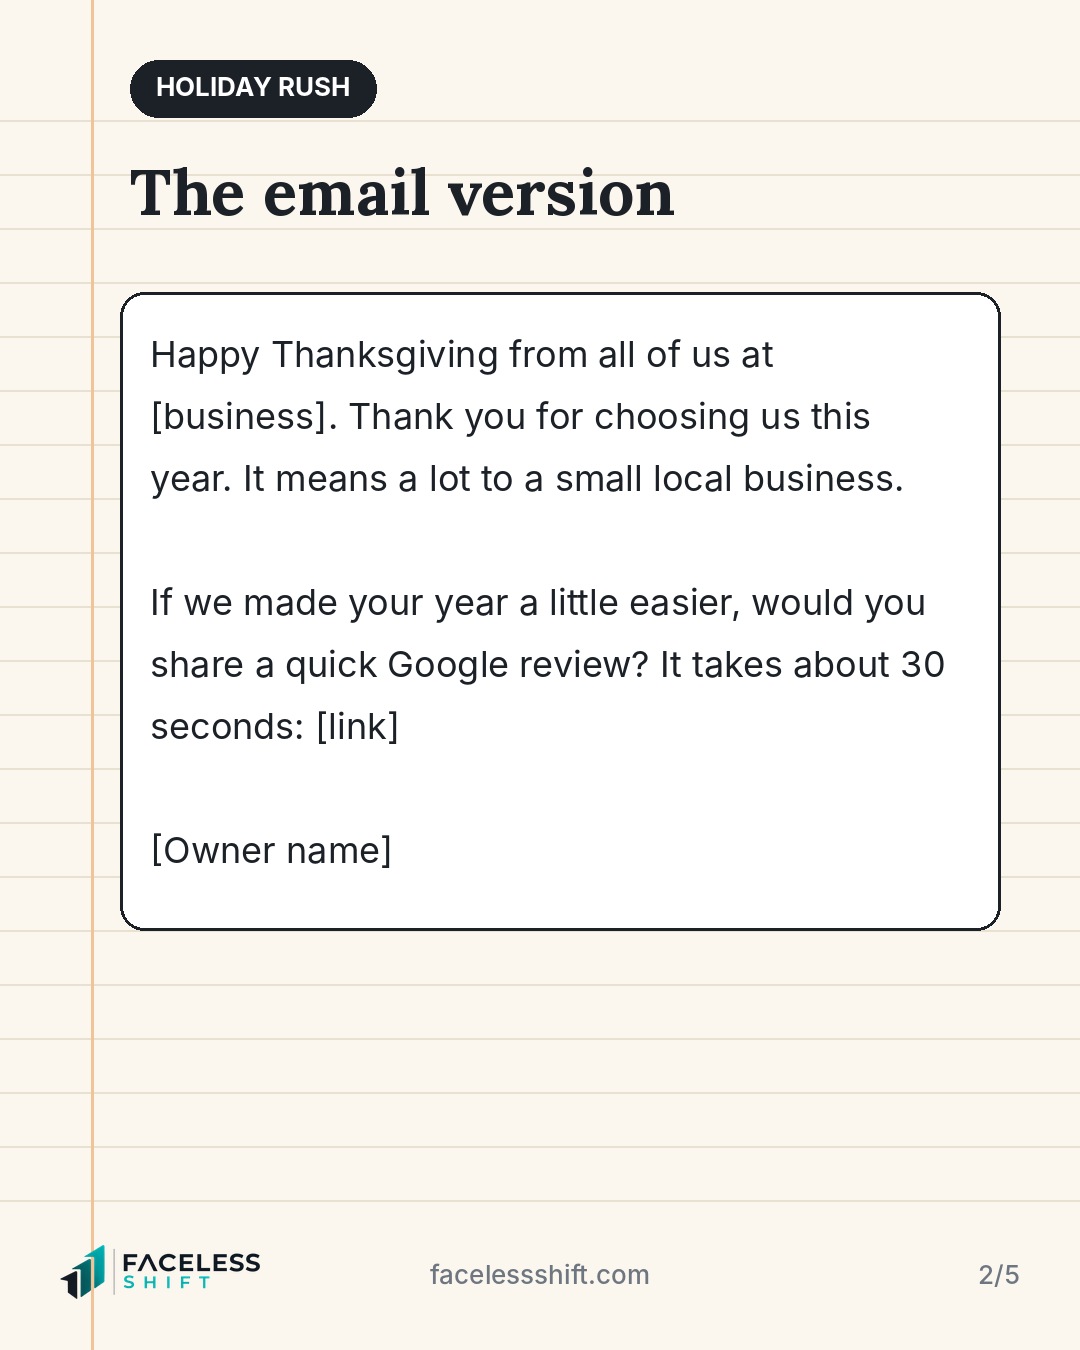 HOLIDAY RUSH
The email version
Happy Thanksgiving from all of us at
[business]. Thank you for choosing us this
year. It means a lot to a small local business.
If we made your year a little easier, would you
share a quick Google review? It takes about 30
seconds: [link]
[Owner name]
FACELESS
SHIFT
facelessshift.com
2/5